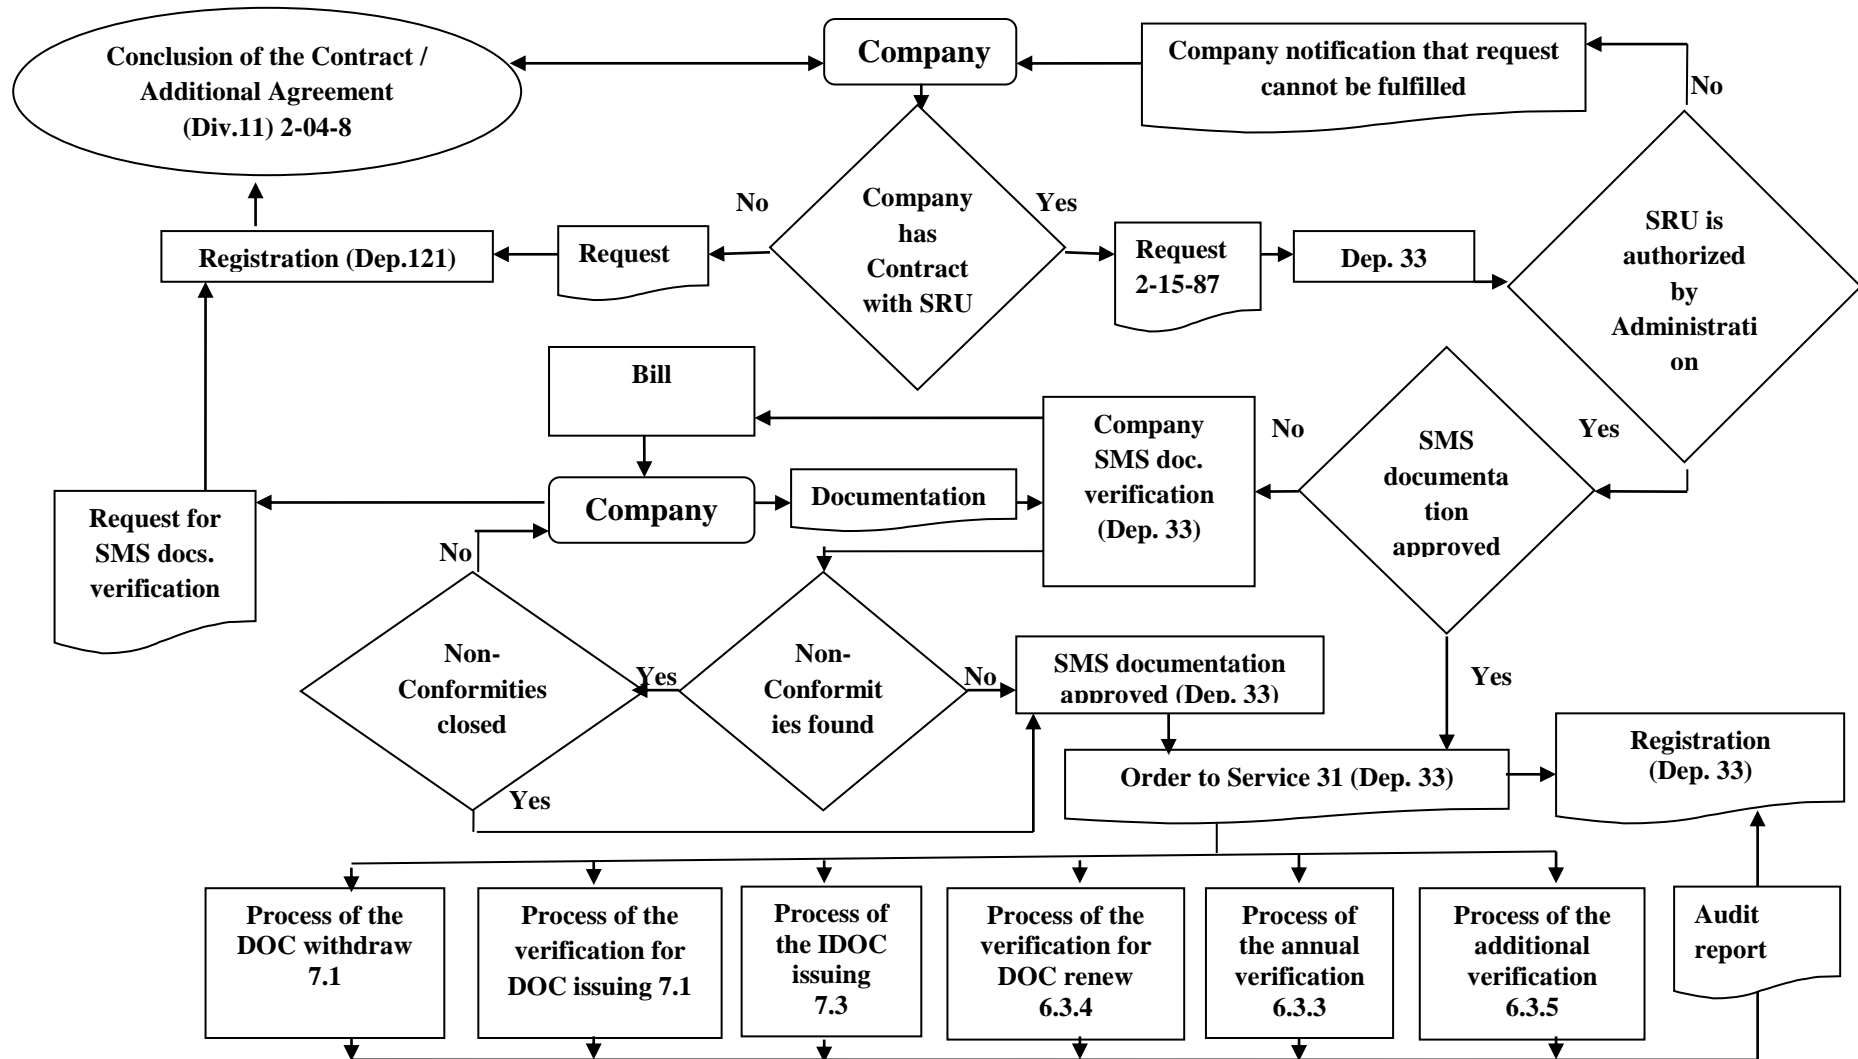 Conclusion of the Contract /
Additional Agreement
(Div.11) 2-04-8
Company
Company notification that request
cannot be fulfilled
No
No
Company
has
Contract
with SRU
Yes
Registration (Dep.121)
Request
Request
2-15-87
Dep. 33
SRU is
authorized
by
Administrati
on
Bill
Company
SMS doc.
verification
(Dep. 33)
No
SMS
documenta
tion
approved
Yes
Request for
SMS docs.
verification
Company
Documentation
No
Non-
Conformities
closed
Yes
Non-
Conformit
ies found
No
SMS documentation
approved (Dep. 33)
Yes
Yes
Order to Service 31 (Dep. 33)
Registration
(Dep. 33)
Process of the
DOC withdraw
7.1
Process of the
verification for
DOC issuing 7.1
Process of
the IDOC
issuing
7.3
Process of the
verification for
DOC renew
6.3.4
Process of
the annual
verification
6.3.3
Process of the
additional
verification
6.3.5
Audit
report